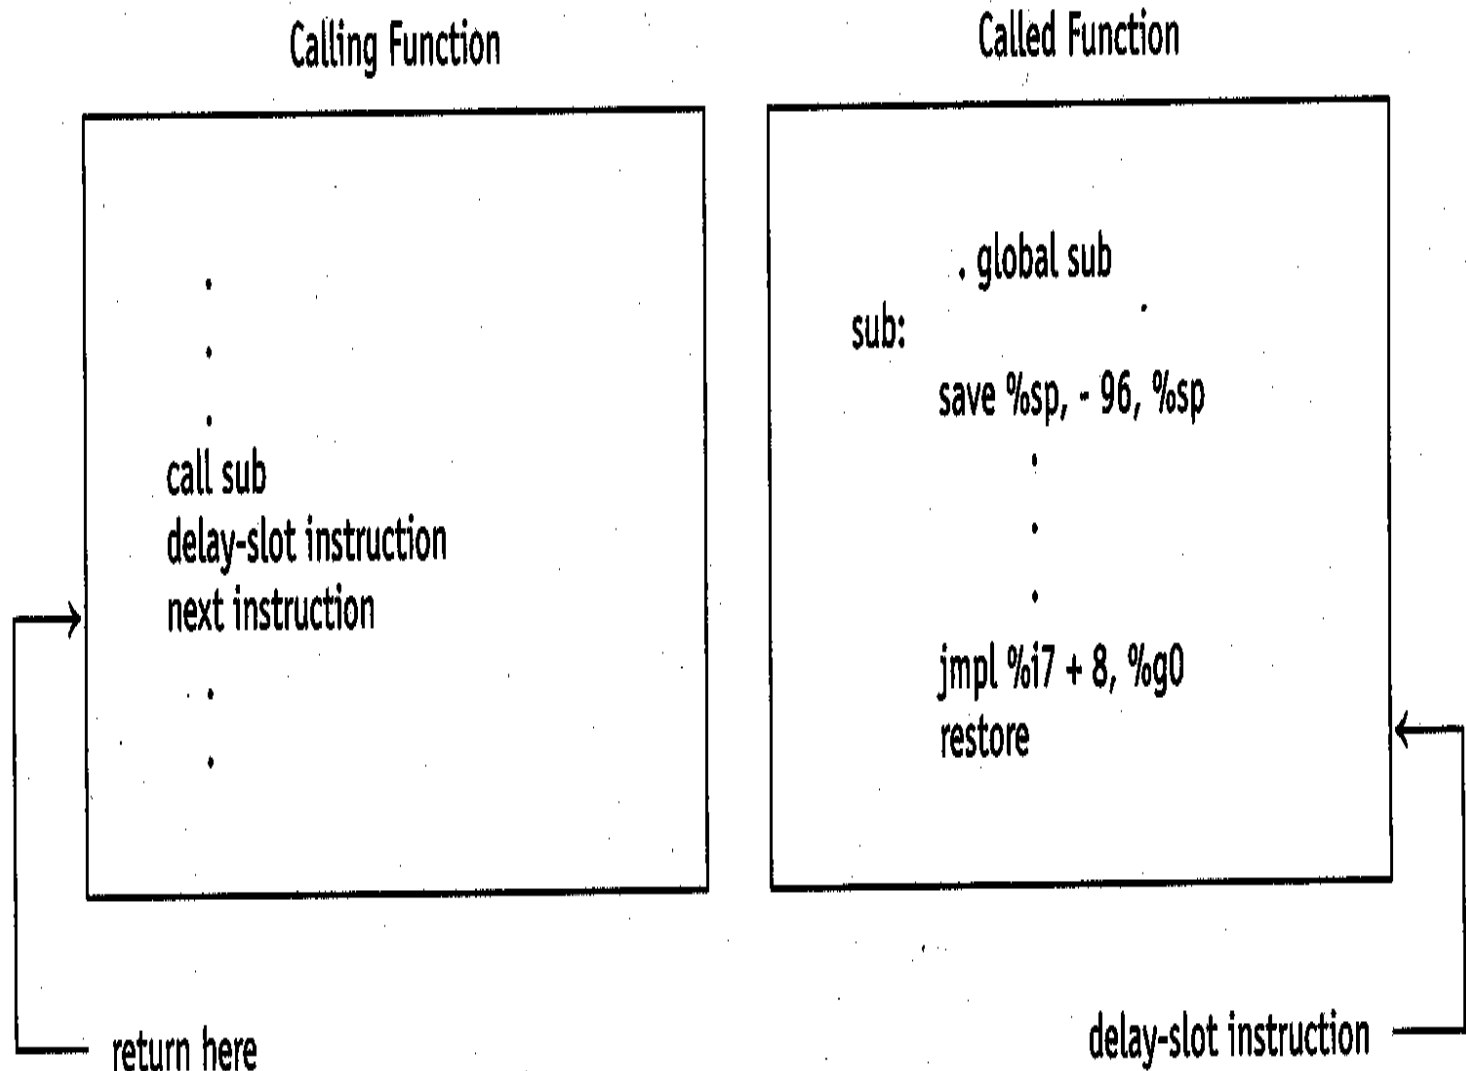 Calling Function
call sub
delay-slot instruction
next instruction
return here
Called Function
. global sub
sub:
save %sp, - 96, %sp
jmpl %i7 + 8, %g0
restore
delay-slot instruction